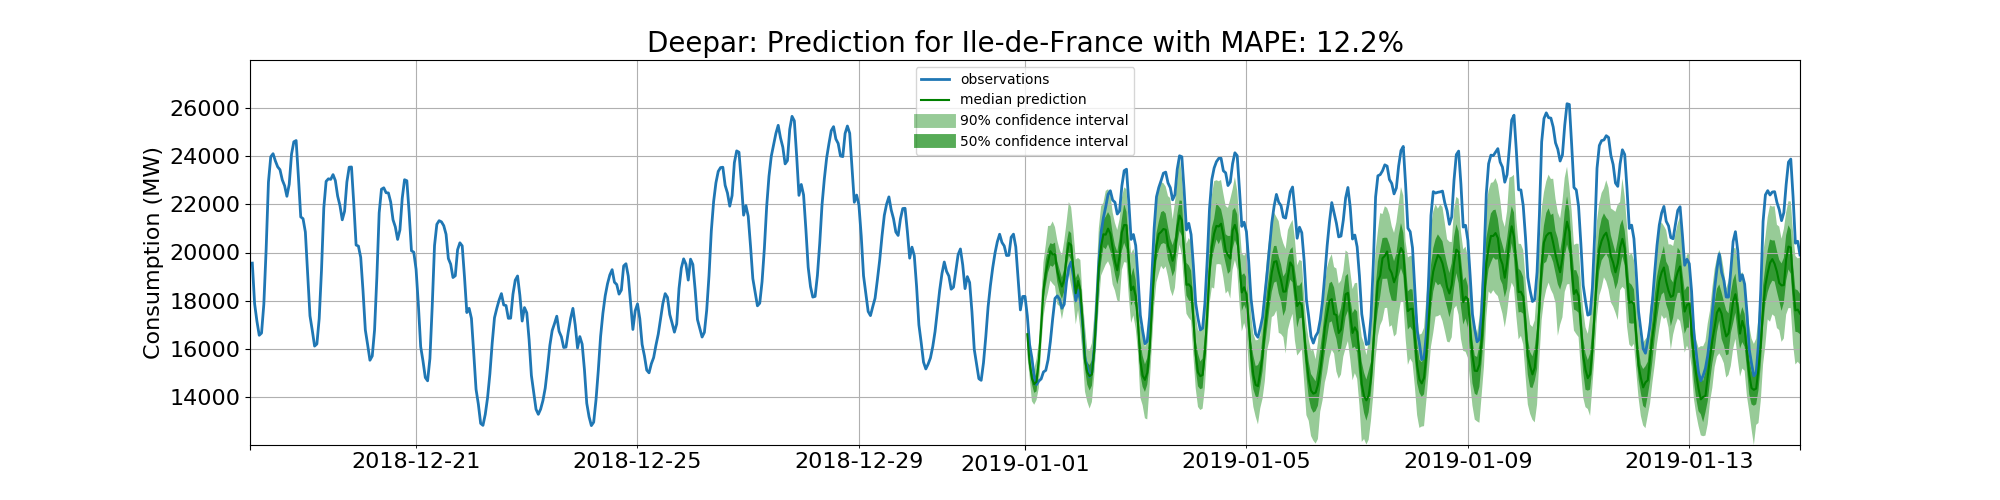 Deepar: Prediction for Ile-de-France with MAPE: 12.2%
observations
median prediction
90% confidence interval
50% confidence interval
Consumption (MW)
26000
24000
22000
20000
18000
16000
14000
2018-12-21
2018-12-25
2018-12-29
2019-01-01
2019-01-05
2019-01-09
2019-01-13